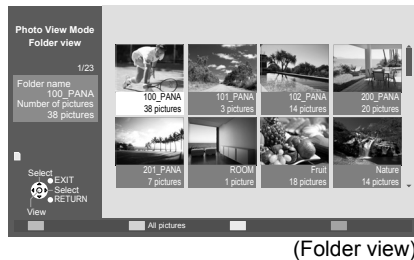 Photo View Mode
Folder view
1/23
Folder name
100_PANA
Number of pictures
38 pictures
100_PANA
38 pictures
101_PANA
3 pictures
102_PANA
14 pictures
200_PANA
20 pictures
201_PANA
7 pictures
ROOM
1 picture
Fruit
18 pictures
Nature
14 pictures
Select
EXIT
Select
RETURN
View
All pictures
(Folder view)